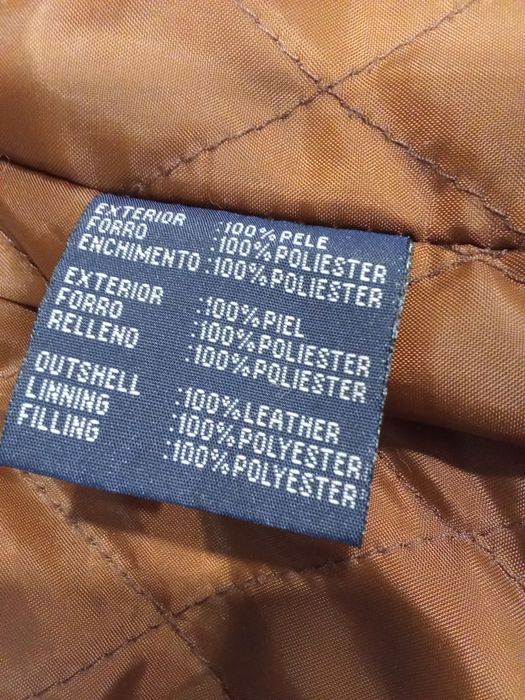 EXTERIOR :100%PELE
FORRO :100%POLIESTER
ENCHIMENTO :100%POLIESTER
EXTERIOR :100%PIEL
FORRO :100%POLIESTER
RELLENO :100%POLIESTER
OUTSHELL :100%LEATHER
LINNING :100%POLYESTER
FILLING :100%POLYESTER